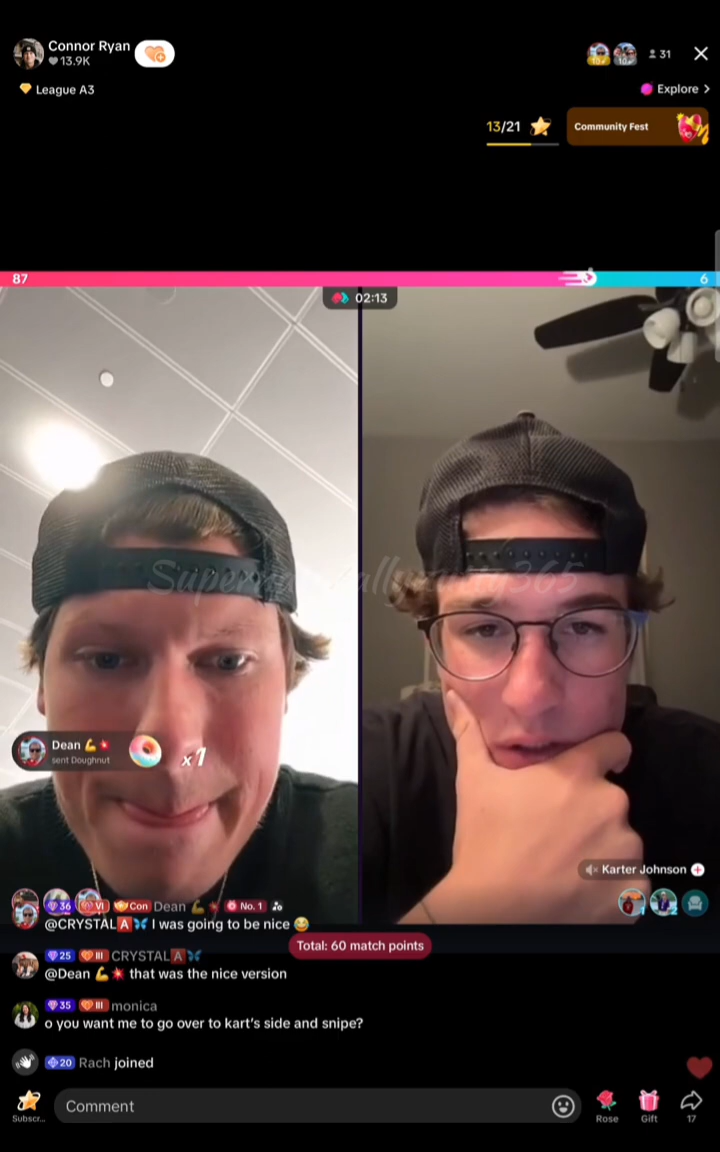 Connor Ryan
13.9K
31
League A3
Explore >
13/21
Community Fest
87
6
02:13
Dean
sent Doughnut
x1
Karter Johnson
36 VI Con Dean No. 1
@CRYSTAL A I was going to be nice
Total: 60 match points
25 III CRYSTAL A
@Dean that was the nice version
35 III monica
o you want me to go over to kart's side and snipe?
20 Rach joined
Comment
Subscr...
Rose
Gift
17